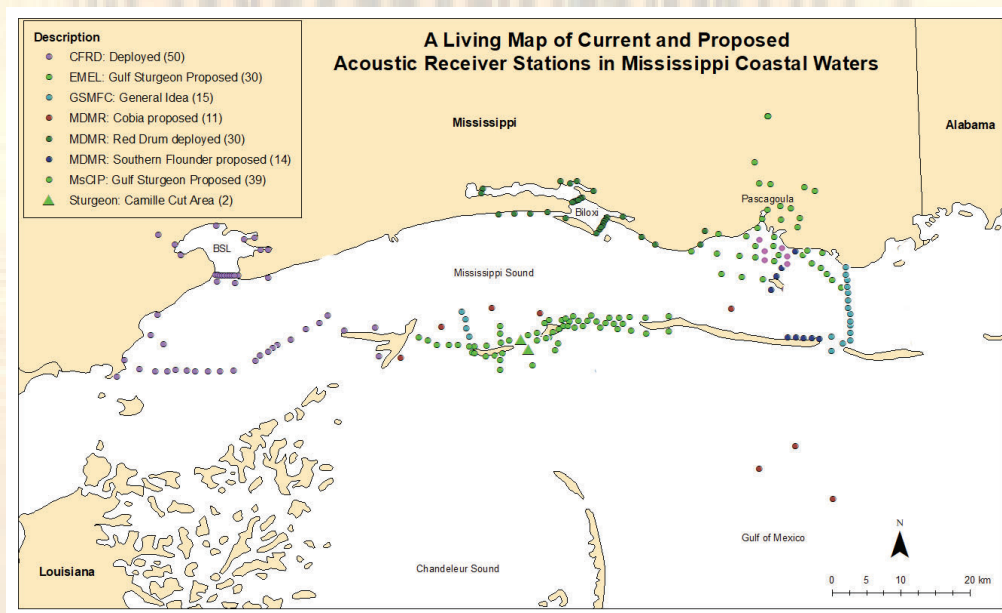 A Living Map of Current and Proposed
Acoustic Receiver Stations in Mississippi Coastal Waters
Description
CFRD: Deployed (50)
EMEL: Gulf Sturgeon Proposed (30)
GSMFC: General Idea (15)
MDMR: Cobia proposed (11)
MDMR: Red Drum deployed (30)
MDMR: Southern Flounder proposed (14)
MsCIP: Gulf Sturgeon Proposed (39)
Sturgeon: Camille Cut Area (2)
Mississippi
Alabama
Pascagoula
Biloxi
BSL
Mississippi Sound
Gulf of Mexico
Louisiana
Chandeleur Sound
N
0 5 10 20 km